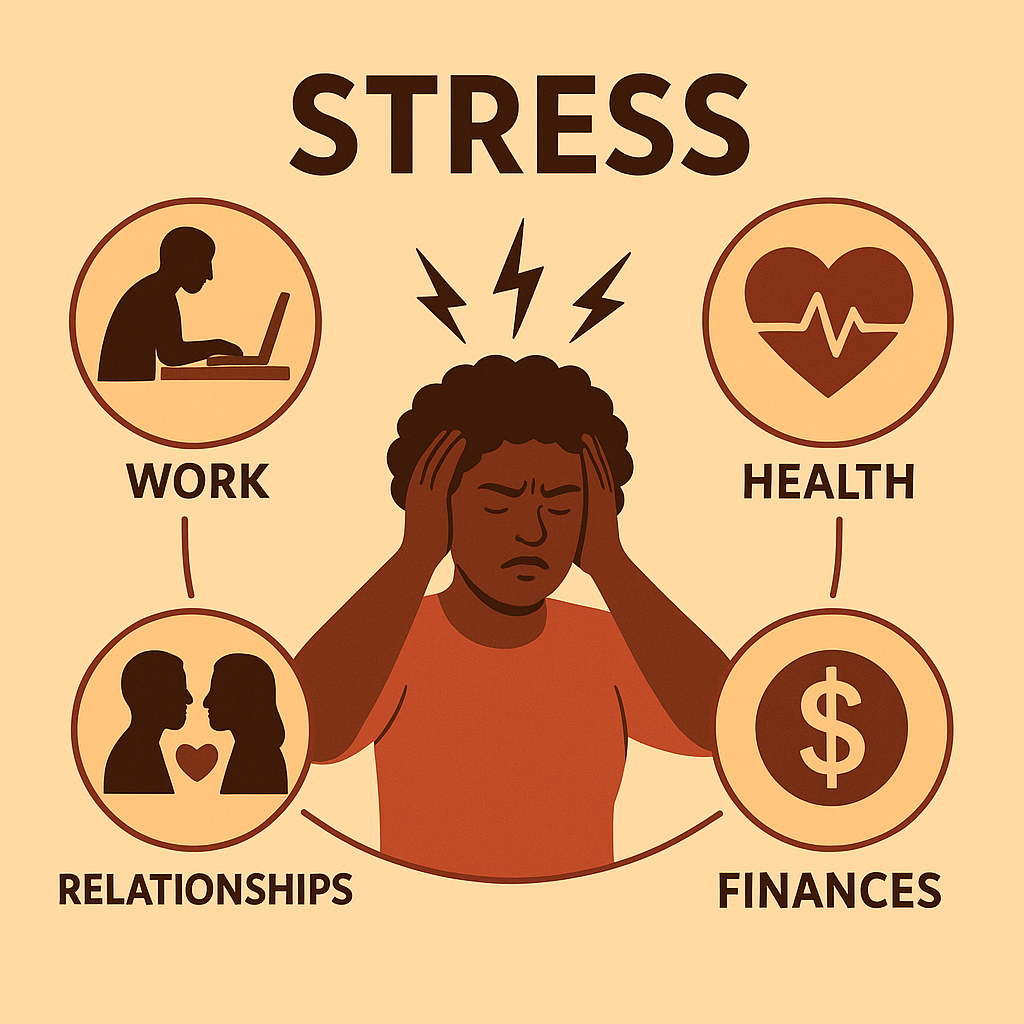 STRESS
WORK
HEALTH
$
RELATIONSHIPS
FINANCES